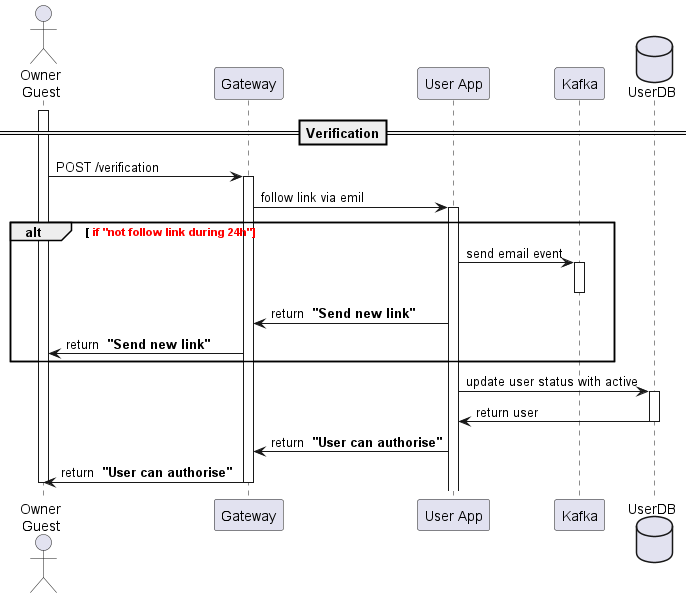 Owner
Guest
Gateway
User App
Kafka
UserDB
Verification
POST /verification
follow link via emil
alt
[ if "not follow link during 24h"]
send email event
return "Send new link"
return "Send new link"
update user status with active
return user
return "User can authorise"
return "User can authorise"
Owner
Guest
Gateway
User App
Kafka
UserDB